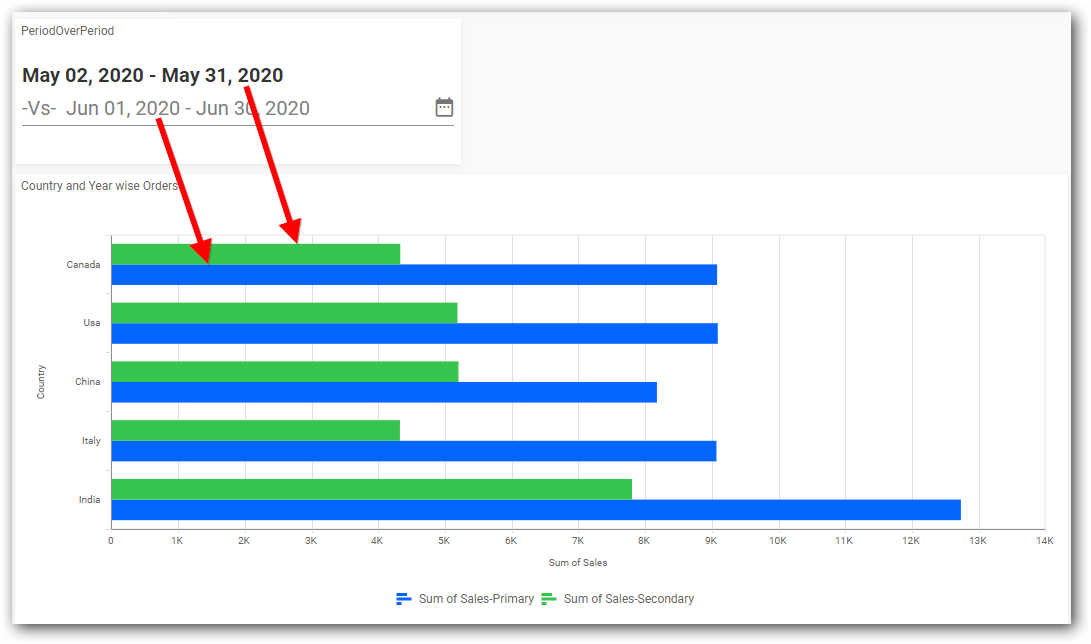 PeriodOverPeriod
May 02, 2020 - May 31, 2020
-Vs- Jun 01, 2020 - Jun 30, 2020
Country and Year wise Orders
Canada
Usa
China
Italy
India
Country
0 1K 2K 3K 4K 5K 6K 7K 8K 9K 10K 11K 12K 13K 14K
Sum of Sales
Sum of Sales-Primary Sum of Sales-Secondary